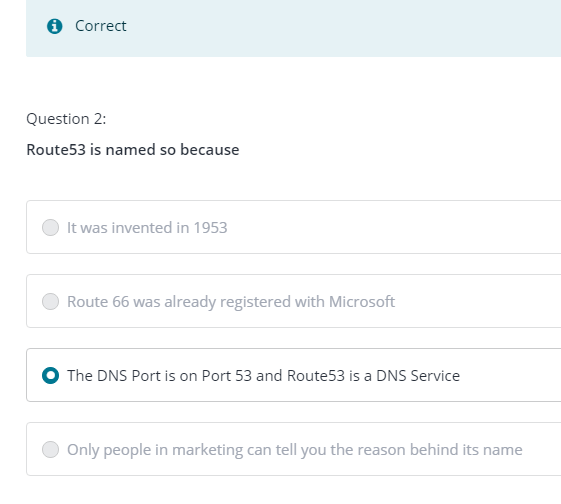 Correct
Question 2:
Route53 is named so because
It was invented in 1953
Route 66 was already registered with Microsoft
The DNS Port is on Port 53 and Route53 is a DNS Service
Only people in marketing can tell you the reason behind its name